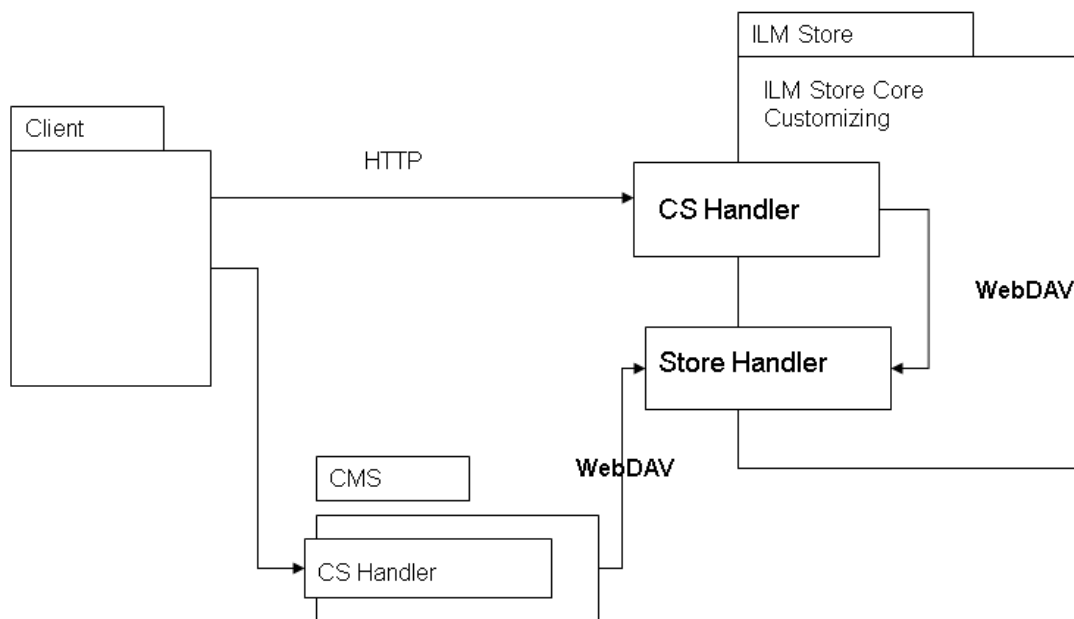 ILM Store
ILM Store Core
Customizing
Client
HTTP
CS Handler
WebDAV
Store Handler
WebDAV
CMS
CS Handler